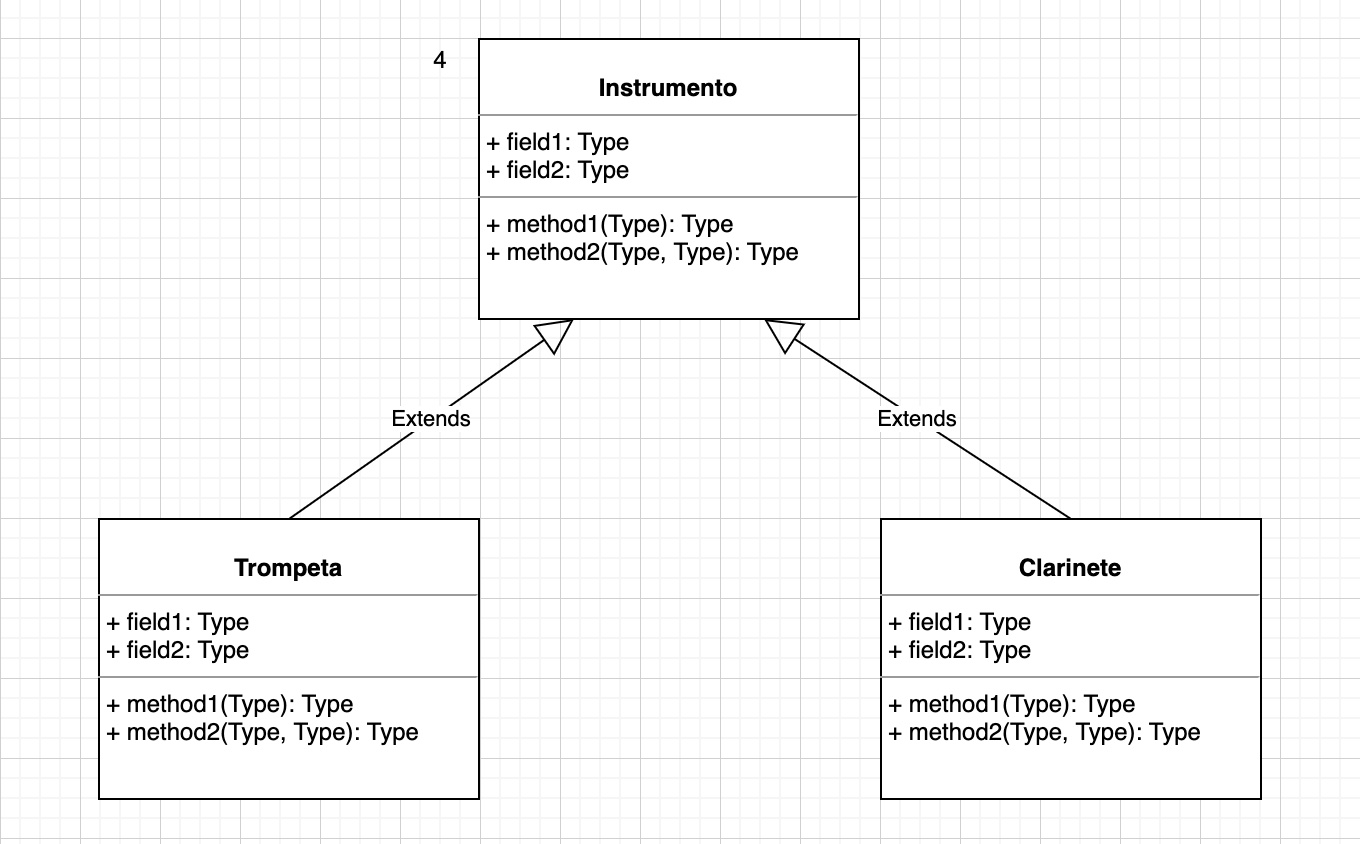 4
Instrumento
+ field1: Type
+ field2: Type
+ method1(Type): Type
+ method2(Type, Type): Type
Extends
Extends
Trompeta
+ field1: Type
+ field2: Type
+ method1(Type): Type
+ method2(Type, Type): Type
Clarinete
+ field1: Type
+ field2: Type
+ method1(Type): Type
+ method2(Type, Type): Type